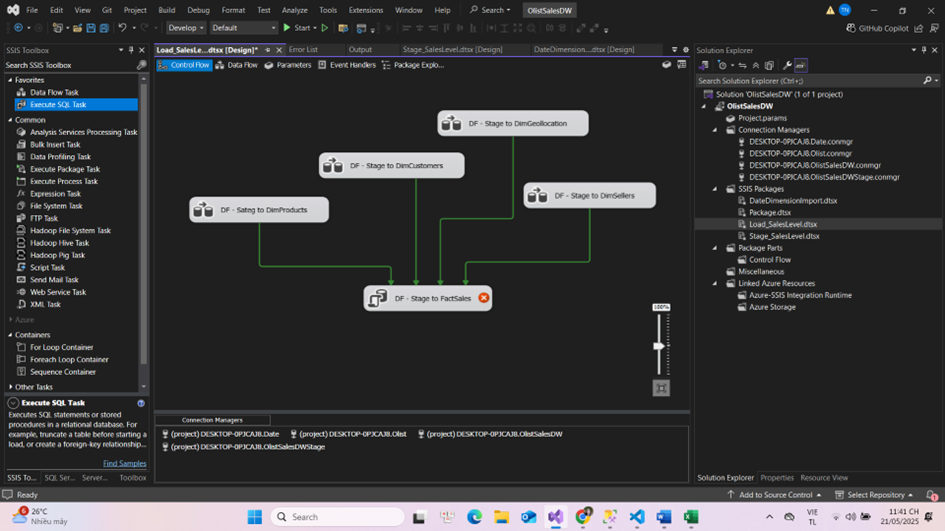 File Edit View Git Project Build Debug Format Test Analyze Tools Extensions Window Help Search OlistSalesDW
TN
Develop Default Start GitHub Copilot
SSIS Toolbox
Search SSIS Toolbox
Favorites
Data Flow Task
Execute SQL Task
Common
Analysis Services Processing Task
Bulk Insert Task
Data Profiling Task
Execute Package Task
Execute Process Task
Expression Task
File System Task
FTP Task
Hadoop File System Task
Hadoop Hive Task
Hadoop Pig Task
Script Task
Send Mail Task
Web Service Task
XML Task
Azure
Containers
For Loop Container
Foreach Loop Container
Sequence Container
Other Tasks
Execute SQL Task
Executes SQL statements or stored
procedures in a relational database. For
example, truncate a table before starting a
load, or create a foreign-key relationship...
Find Samples
SSIS To... SQL Ser... Server... Toolbox
Load_SalesLe...dtsx [Design]* Error List Output Stage_SalesLevel.dtsx [Design] DateDimension....dtsx [Design]
Control Flow Data Flow Parameters Event Handlers Package Explo...
DF - Stage to DimGeollocation
DF - Stage to DimCustomers
DF - Stage to DimSellers
DF - Sateg to DimProducts
DF - Stage to FactSales
100%
Connection Managers
(project) DESKTOP-0PJCAJ8.Date (project) DESKTOP-0PJCAJ8.Olist (project) DESKTOP-0PJCAJ8.OlistSalesDW
(project) DESKTOP-0PJCAJ8.OlistSalesDWStage
Solution Explorer
Search Solution Explorer (Ctrl+;)
Solution 'OlistSalesDW' (1 of 1 project)
OlistSalesDW
Project.params
Connection Managers
DESKTOP-0PJCAJ8.Date.conmgr
DESKTOP-0PJCAJ8.Olist.conmgr
DESKTOP-0PJCAJ8.OlistSalesDW.conmgr
DESKTOP-0PJCAJ8.OlistSalesDWStage.conmgr
SSIS Packages
DateDimensionImport.dtsx
Package.dtsx
Load_SalesLevel.dtsx
Stage_SalesLevel.dtsx
Package Parts
Control Flow
Miscellaneous
Linked Azure Resources
Azure-SSIS Integration Runtime
Azure Storage
Solution Explorer Properties Resource View
Ready Add to Source Control Select Repository
6
26°C
Nhiều mây
Search
VIE
TL
11:41 CH
21/05/2025